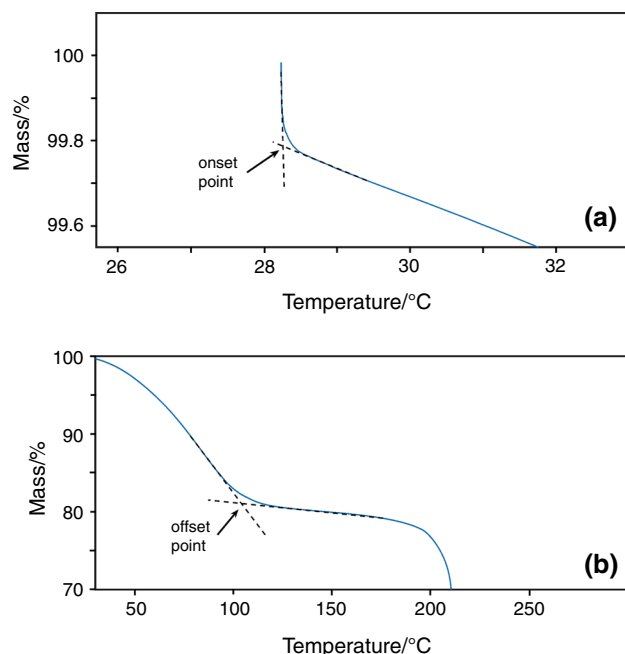 100
99.8
99.6
Mass/%
onset
point
(a)
26 28 30 32
Temperature/°C
100
90
80
70
Mass/%
offset
point
(b)
50 100 150 200 250
Temperature/°C